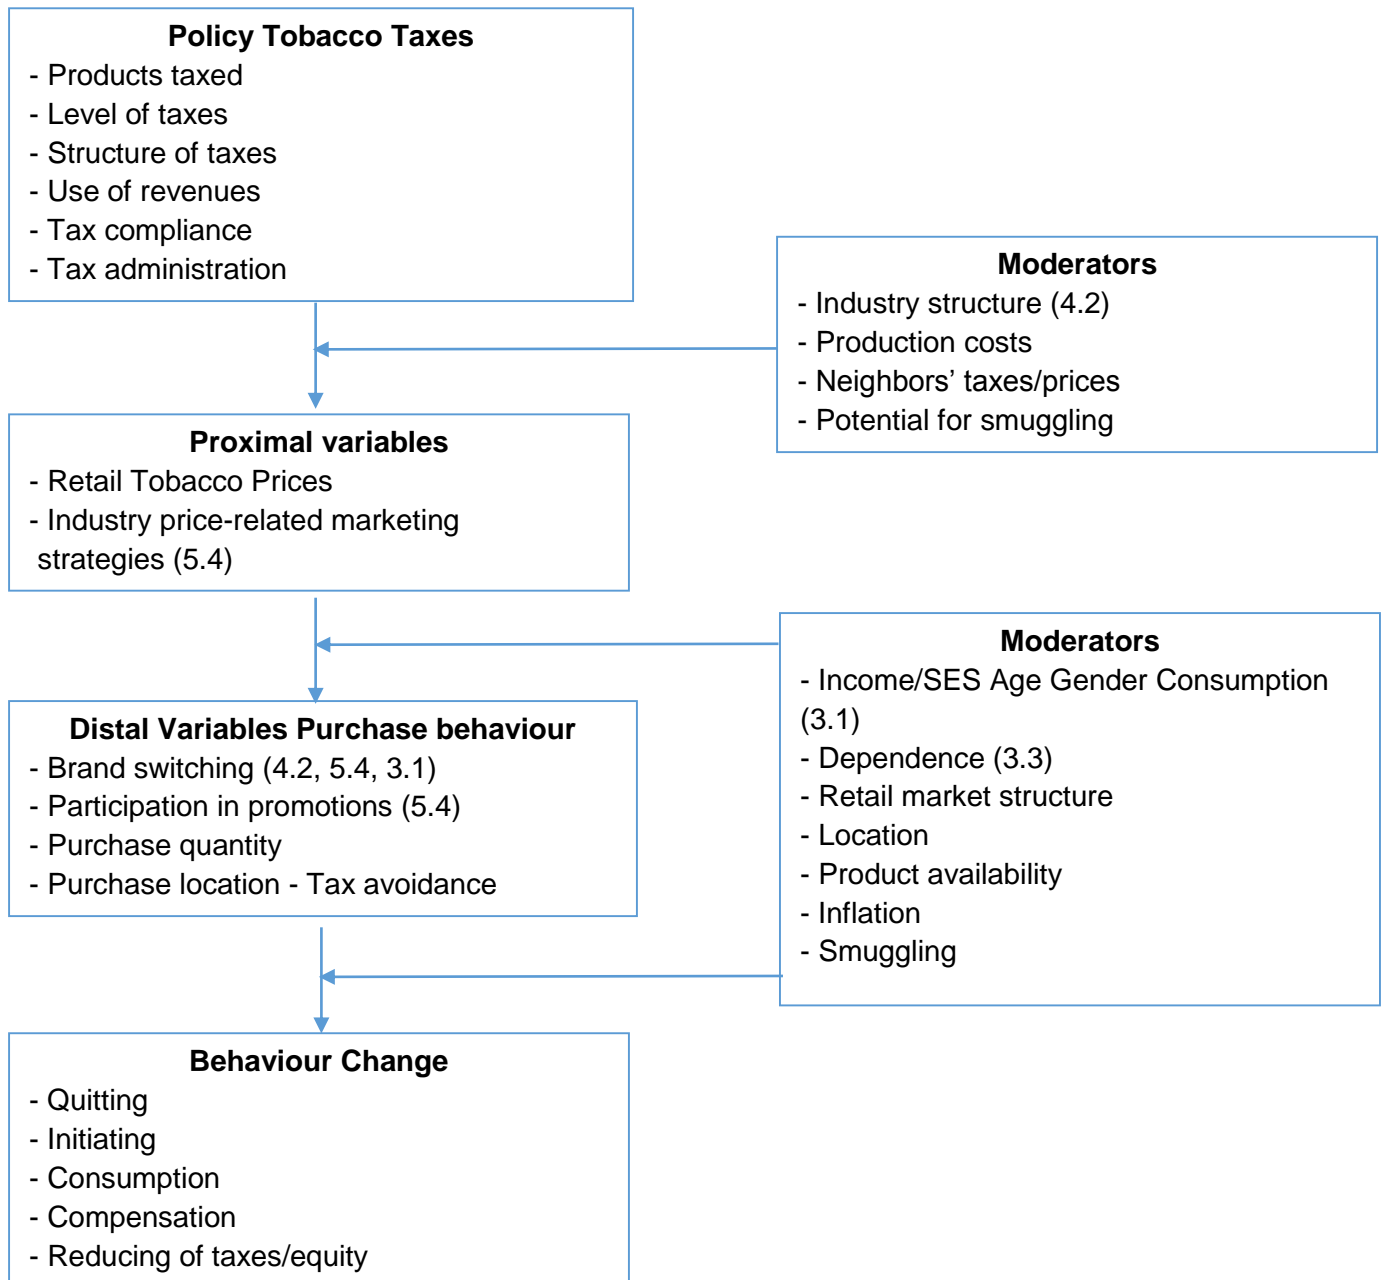 Policy Tobacco Taxes
- Products taxed
- Level of taxes
- Structure of taxes
- Use of revenues
- Tax compliance
- Tax administration
Moderators
- Industry structure (4.2)
- Production costs
- Neighbors’ taxes/prices
- Potential for smuggling
Proximal variables
- Retail Tobacco Prices
- Industry price-related marketing
strategies (5.4)
Moderators
- Income/SES Age Gender Consumption
(3.1)
- Dependence (3.3)
- Retail market structure
- Location
- Product availability
- Inflation
- Smuggling
Distal Variables Purchase behaviour
- Brand switching (4.2, 5.4, 3.1)
- Participation in promotions (5.4)
- Purchase quantity
- Purchase location - Tax avoidance
Behaviour Change
- Quitting
- Initiating
- Consumption
- Compensation
- Reducing of taxes/equity